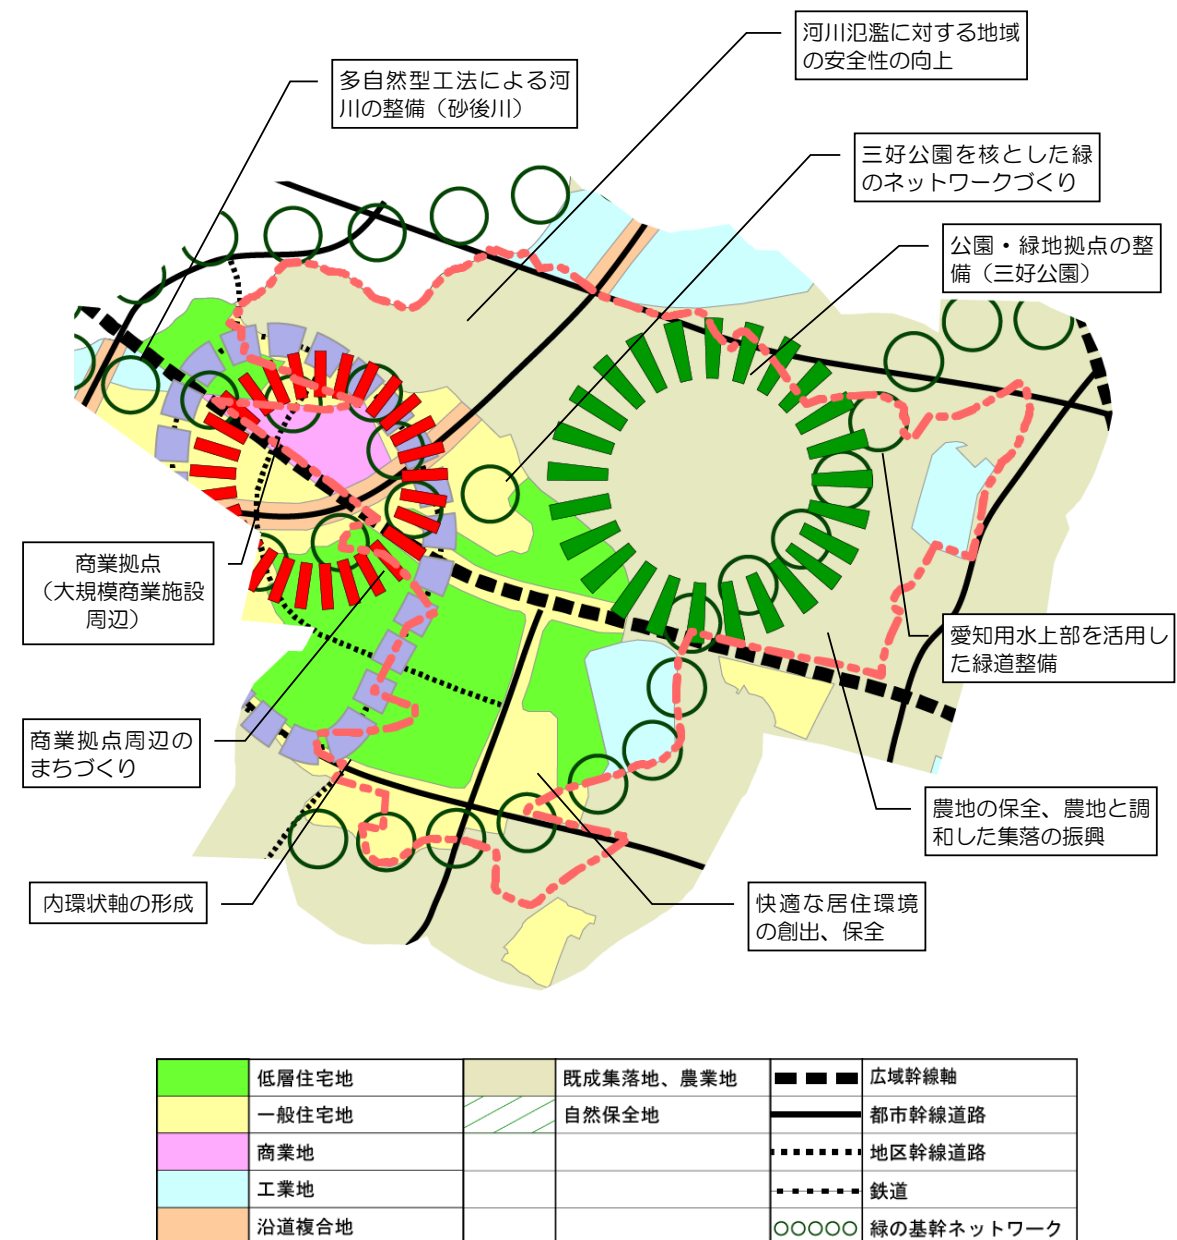 河川氾濫に対する地域
の安全性の向上
多自然型工法による河
川の整備（砂後川）
三好公園を核とした緑
のネットワークづくり
公園・緑地拠点の整
備（三好公園）
商業拠点
（大規模商業施設
周辺）
愛知用水上部を活用し
た緑道整備
商業拠点周辺の
まちづくり
農地の保全、農地と調
和した集落の振興
内環状軸の形成
快適な居住環境
の創出、保全
低層住宅地
既成集落地、農業地
広域幹線軸
一般住宅地
自然保全地
都市幹線道路
商業地
地区幹線道路
工業地
鉄道
沿道複合地
緑の基幹ネットワーク